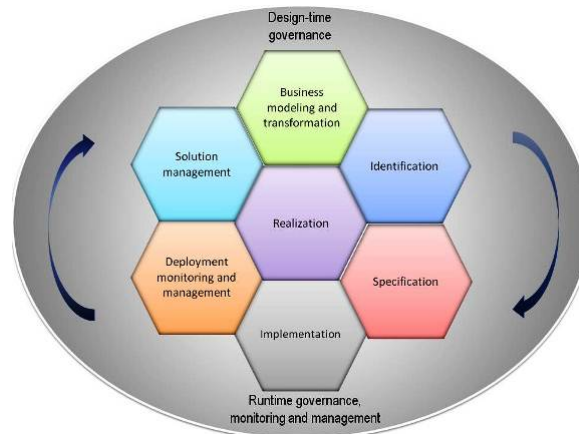 Design-time
governance
Business
modeling and
transformation
Solution
management
Identification
Realization
Deployment
monitoring and
management
Specification
Implementation
Runtime governance,
monitoring and management